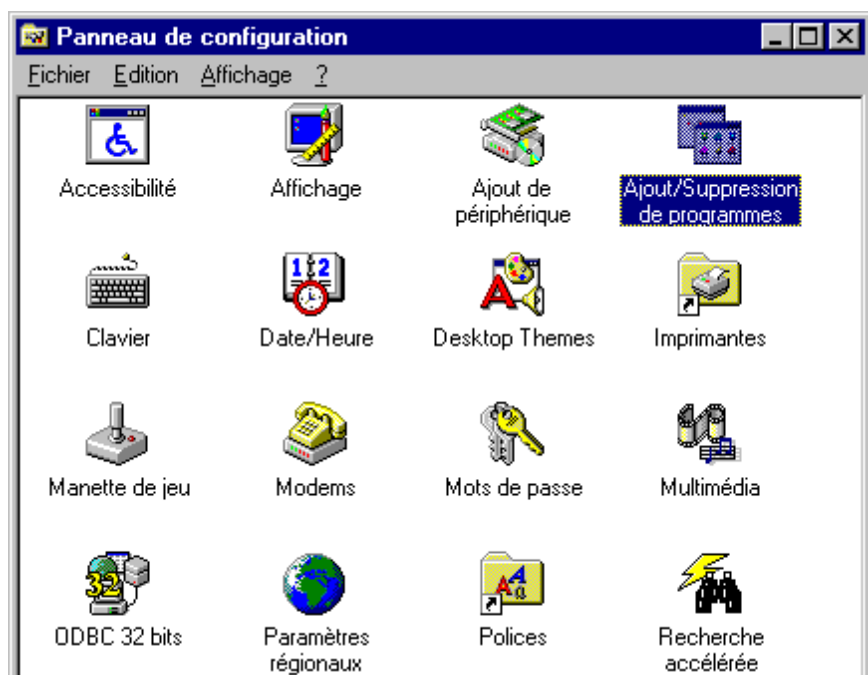 Panneau de configuration
Fichier Edition Affichage ?
Accessibilité
Affichage
Ajout de
périphérique
Ajout/Suppression
de programmes
Clavier
Date/Heure
Desktop Themes
Imprimantes
Manette de jeu
Modems
Mots de passe
Multimédia
ODBC 32 bits
Paramètres
régionaux
Polices
Recherche
accélérée